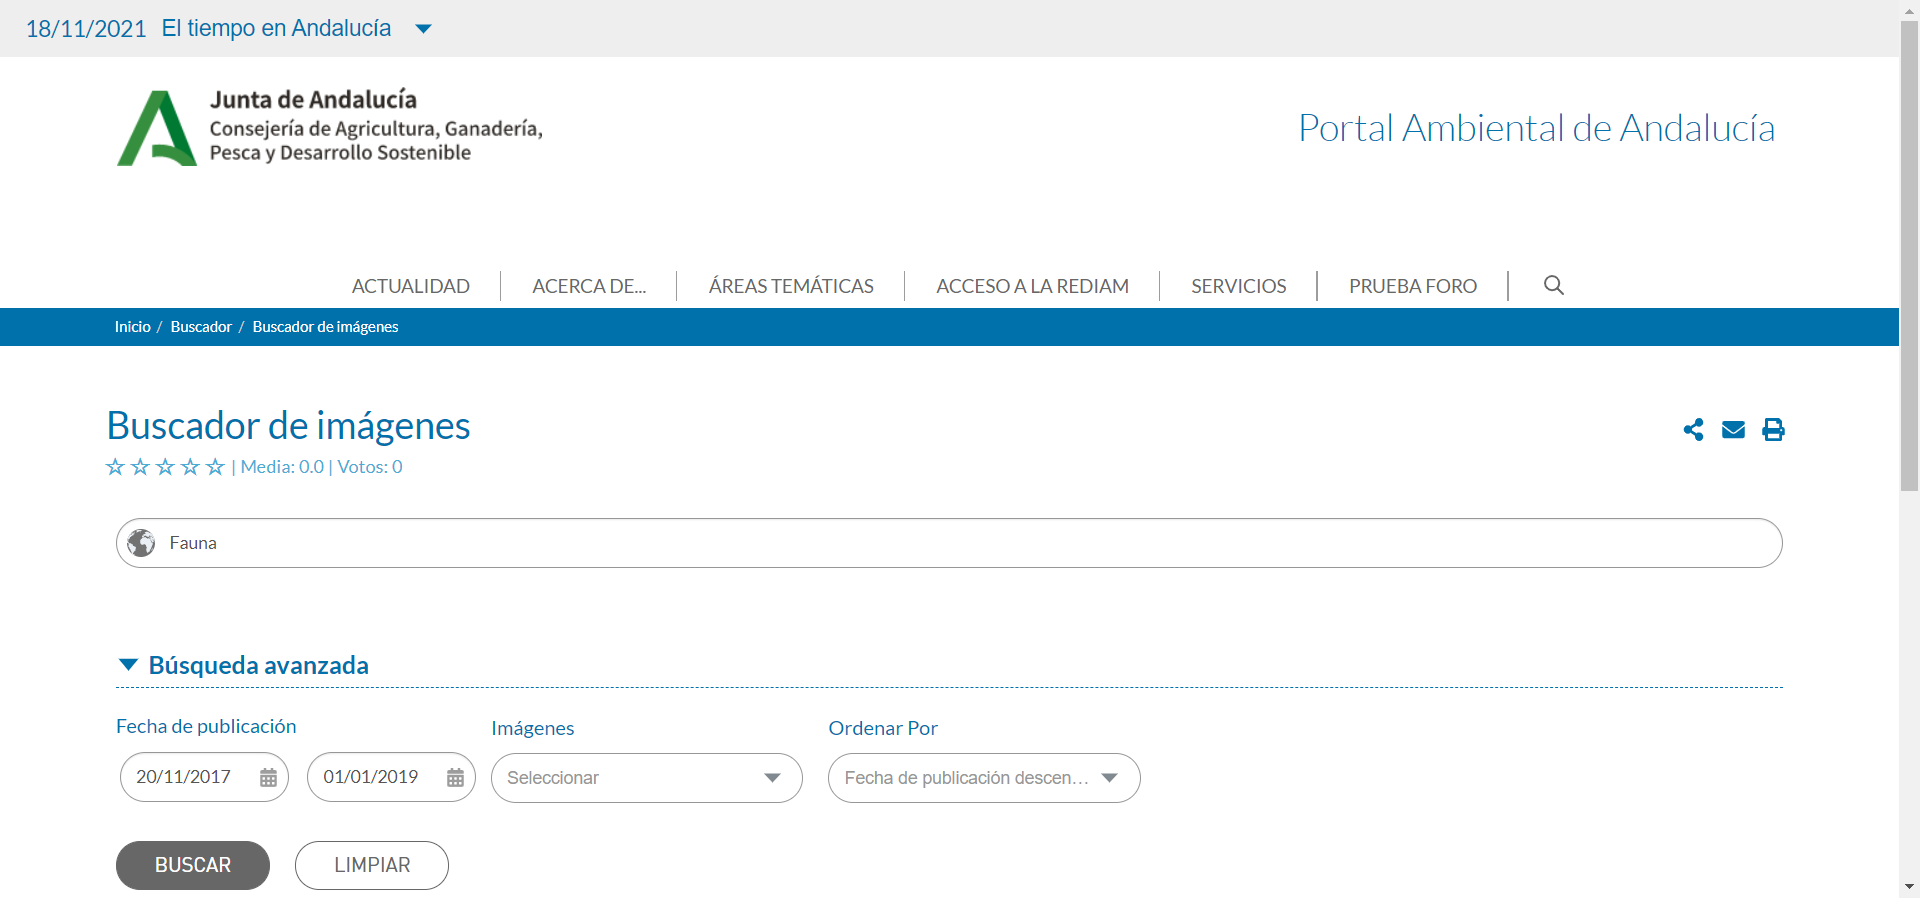 18/11/2021 El tiempo en Andalucía
Junta de Andalucía
Consejería de Agricultura, Ganadería,
Pesca y Desarrollo Sostenible
Portal Ambiental de Andalucía
ACTUALIDAD ACERCA DE... ÁREAS TEMÁTICAS ACCESO A LA REDIAM SERVICIOS PRUEBA FORO
Inicio / Buscador / Buscador de imágenes
Buscador de imágenes
| Media: 0.0 | Votos: 0
Fauna
Búsqueda avanzada
Fecha de publicación Imágenes Ordenar Por
20/11/2017 01/01/2019 Seleccionar Fecha de publicación descen...
BUSCAR LIMPIAR